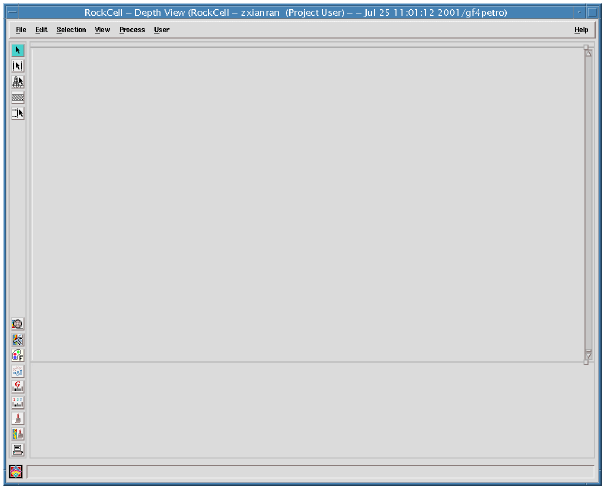 RockCell – Depth View (RockCell – zxianran (Project User) – – Jul 25 11:01:12 2001/gf4petro)
File Edit Selection View Process User Help